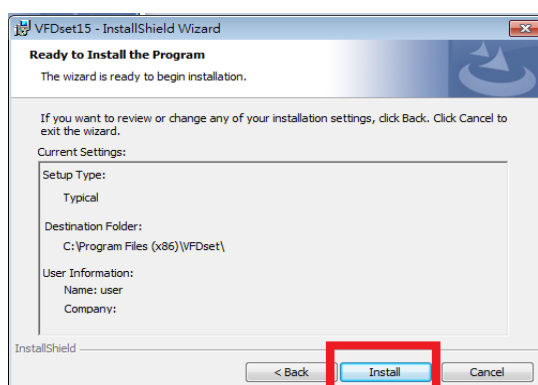 VFDset15 - InstallShield Wizard
Ready to Install the Program
The wizard is ready to begin installation.
If you want to review or change any of your installation settings, click Back. Click Cancel to
exit the wizard.
Current Settings:
Setup Type:
Typical
Destination Folder:
C:\Program Files (x86)\VFDset\
User Information:
Name: user
Company:
InstallShield
< Back
Install
Cancel